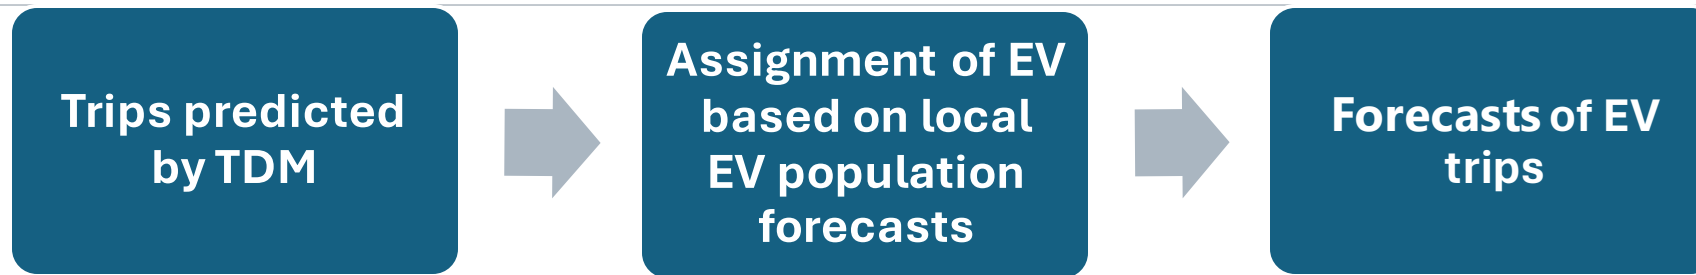 Trips predicted
by TDM
Assignment of EV
based on local
EV population
forecasts
Forecasts of EV
trips